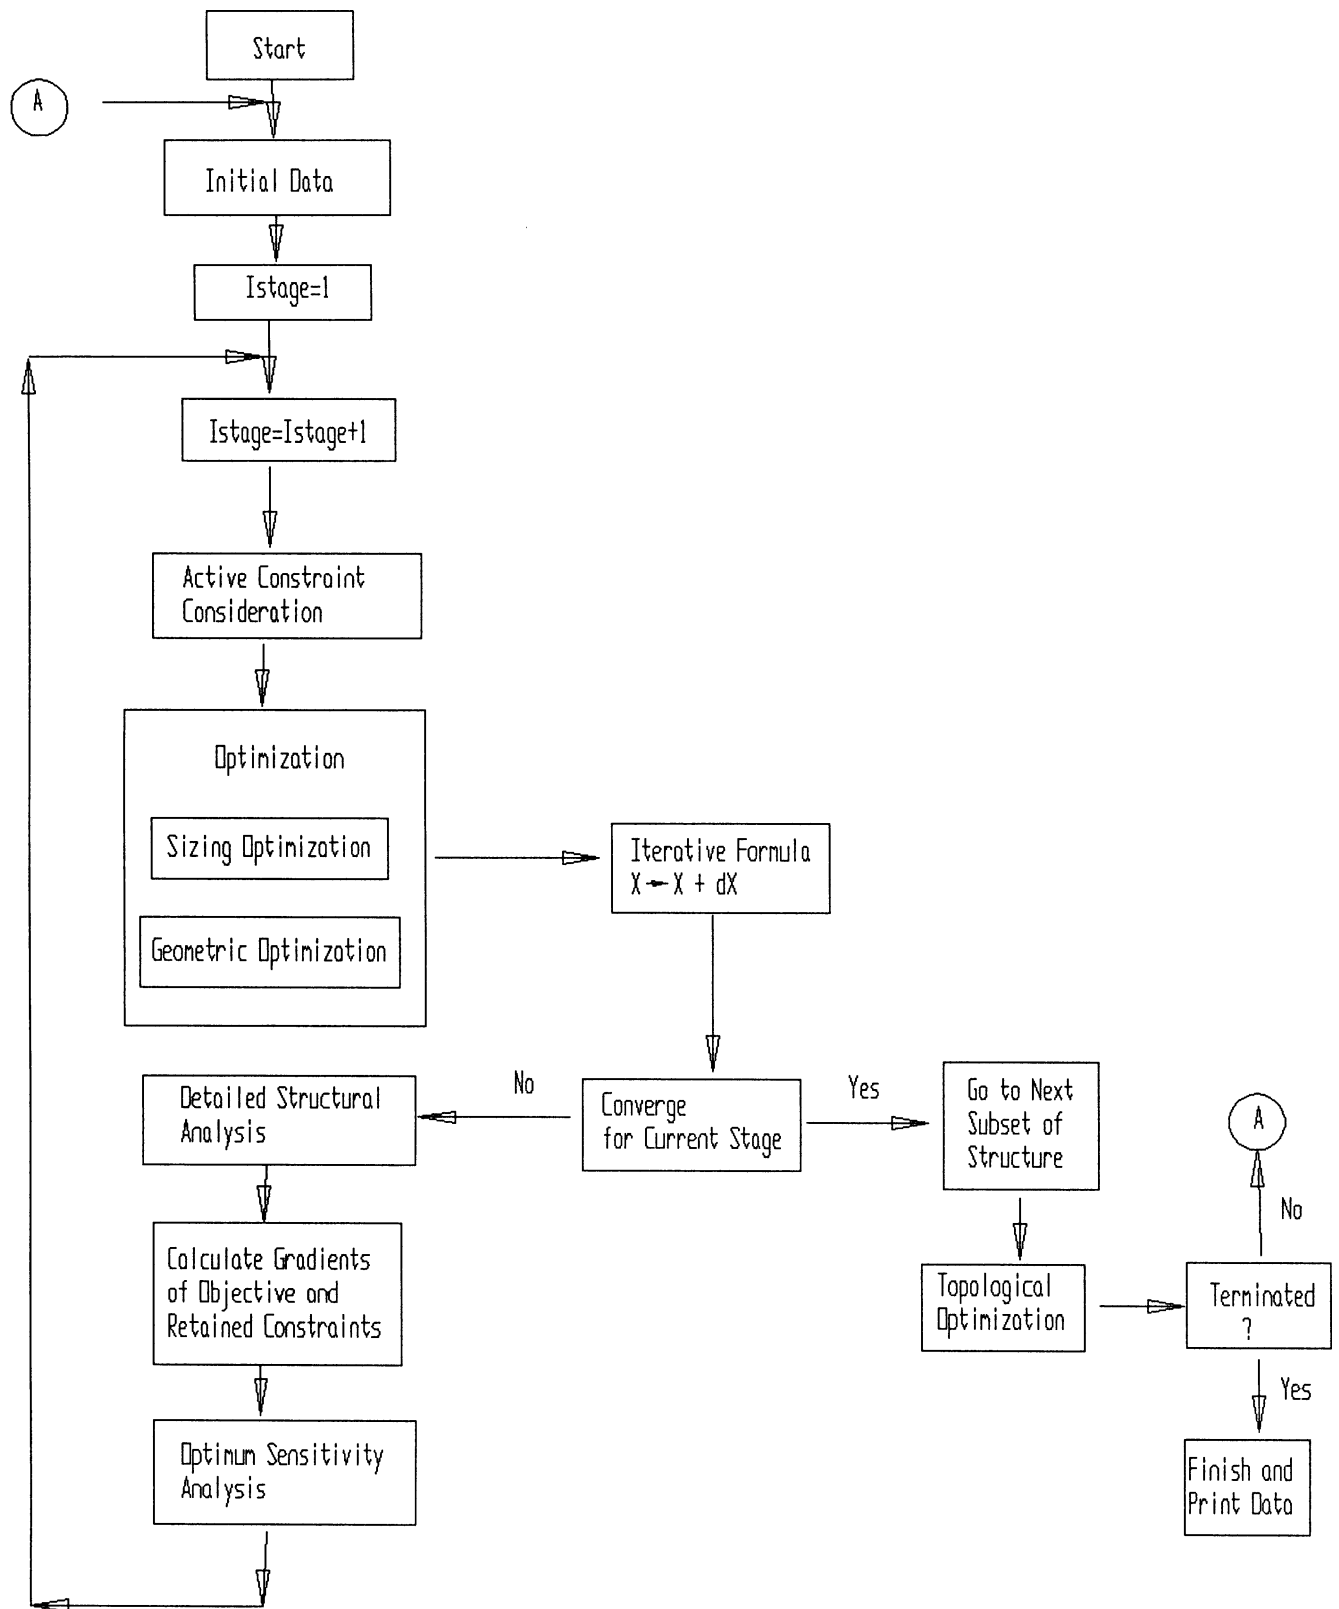 Start
A
Initial Data
Istage=1
Istage=Istage+1
Active Constraint
Consideration
Optimization
Sizing Optimization
Geometric Optimization
Iterative Formula
X ← X + dX
Converge
for Current Stage
No
Yes
Detailed Structural
Analysis
Calculate Gradients
of Objective and
Retained Constraints
Optimum Sensitivity
Analysis
Go to Next
Subset of
Structure
Topological
Optimization
Terminated
?
No
A
Yes
Finish and
Print Data